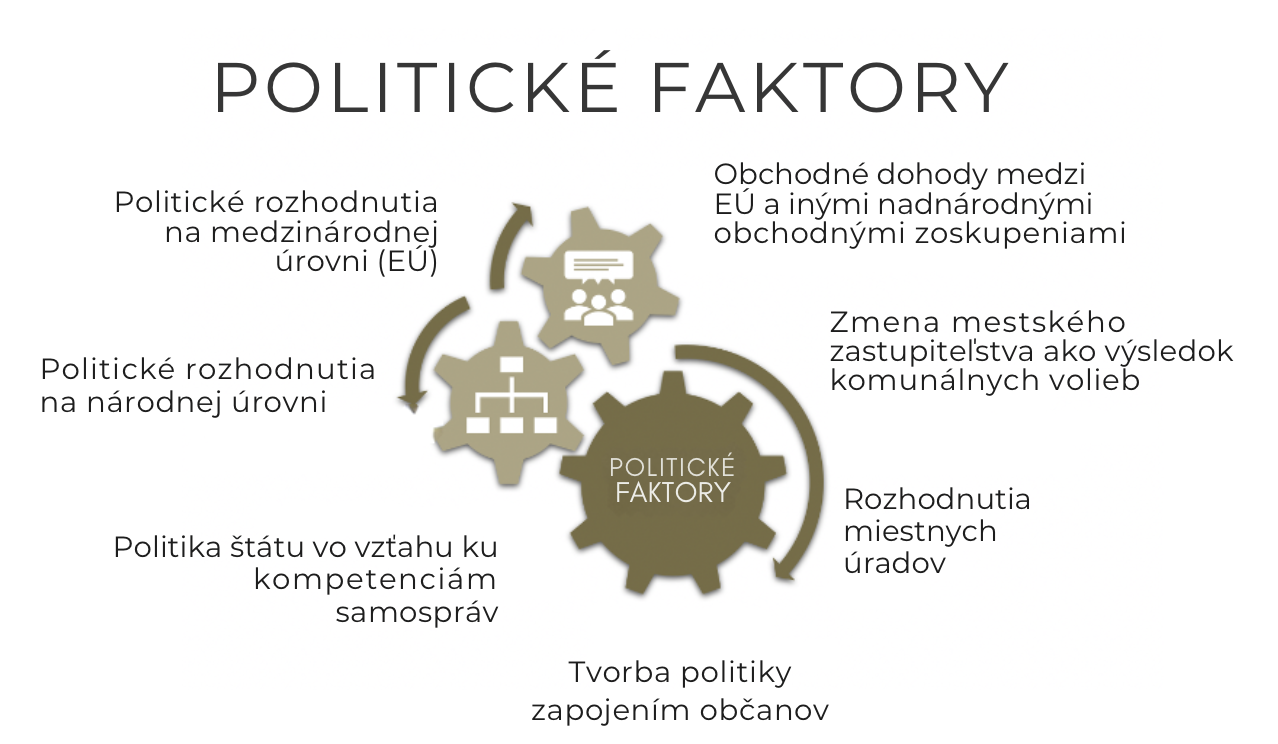 POLITICKÉ FAKTORY
Politické rozhodnutia
na medzinárodnej
úrovni (EÚ)
Obchodné dohody medzi
EÚ a inými nadnárodnými
obchodnými zoskupeniami
Zmena mestského
zastupiteľstva ako výsledok
komunálnych volieb
Politické rozhodnutia
na národnej úrovni
POLITICKÉ
FAKTORY
Rozhodnutia
miestnych
úradov
Politika štátu vo vzťahu ku
kompetenciám
samospráv
Tvorba politiky
zapojením občanov